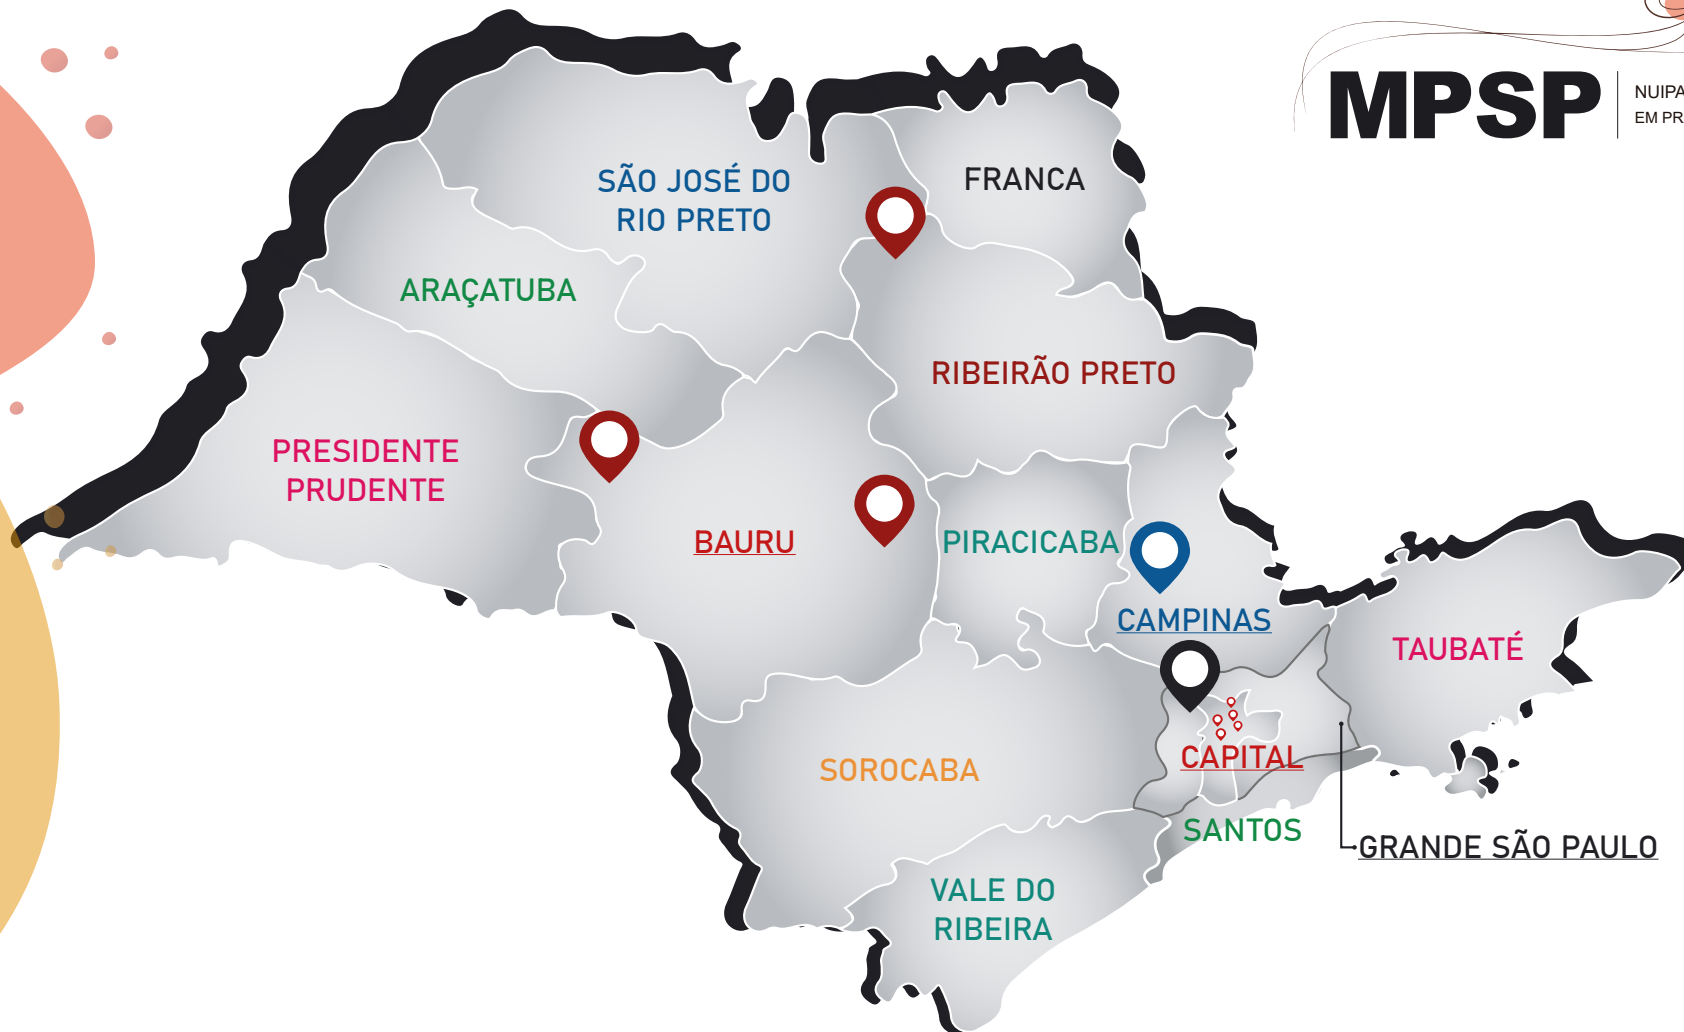 MPSP
NUIPA
EM PR
SÃO JOSÉ DO
RIO PRETO
FRANCA
ARAÇATUBA
RIBEIRÃO PRETO
PRESIDENTE
PRUDENTE
BAURU
PIRACICABA
CAMPINAS
TAUBATÉ
CAPITAL
SOROCABA
SANTOS
GRANDE SÃO PAULO
VALE DO
RIBEIRA